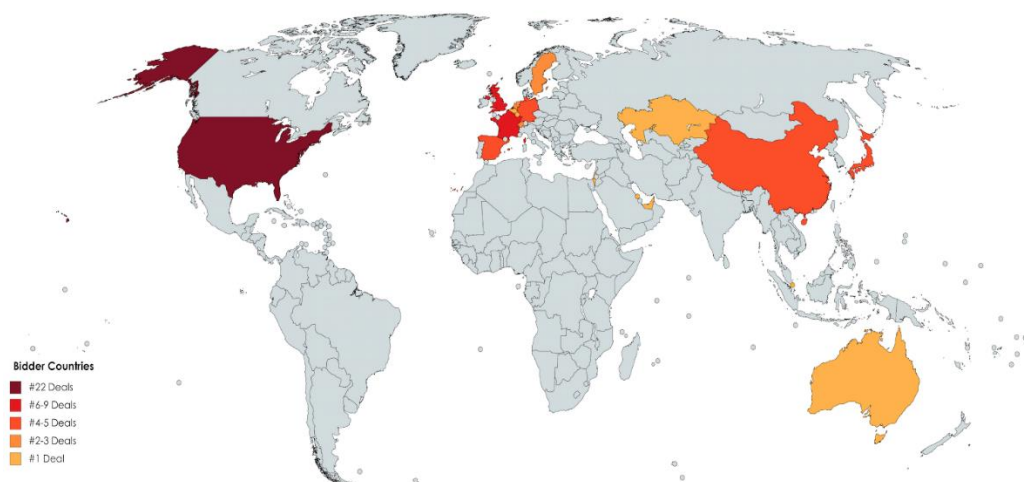 Bidder Countries
#22 Deals
#6-9 Deals
#4-5 Deals
#2-3 Deals
#1 Deal